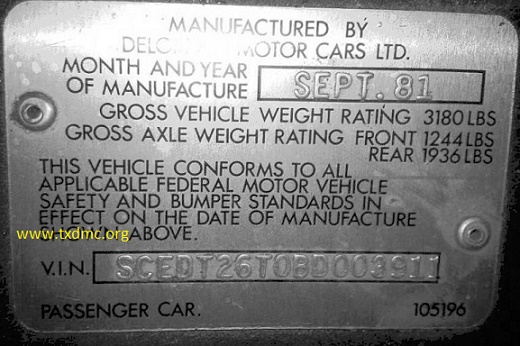 MANUFACTURED BY
MOTOR CARS LTD.
MONTH AND YEAR
OF MANUFACTURE SEPT. 81
GROSS VEHICLE WEIGHT RATING 3180 LBS
GROSS AXLE WEIGHT RATING FRONT 1244 LBS
REAR 1936 LBS
THIS VEHICLE CONFORMS TO ALL
APPLICABLE FEDERAL MOTOR VEHICLE
SAFETY AND BUMPER STANDARDS IN
EFFECT ON THE DATE OF MANUFACTURE
www.txdmc.org
ABOVE.
V.I.N. SCEDT26T0BD003911
PASSENGER CAR. 105196